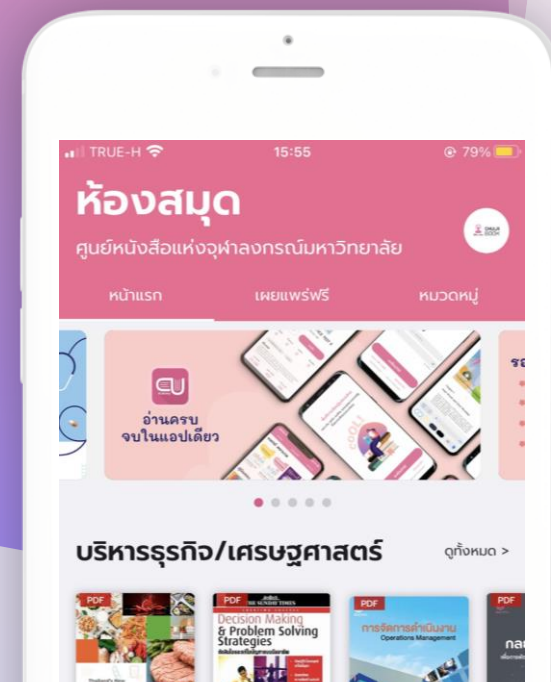 TRUE-H 15:55 79%
ห้องสมุด
ศูนย์หนังสือแห่งจุฬาลงกรณ์มหาวิทยาลัย
หน้าแรก เผยแพร่ฟรี หมวดหมู่
อ่านครบ
จบในแอปเดียว
บริหารธุรกิจ/เศรษฐศาสตร์ ดูทั้งหมด >
PDF PDF PDF PDF
THE SUNDAY TIMES
Decision Making
& Problem Solving
Strategies
การจัดการดำเนินงาน
Operations Management